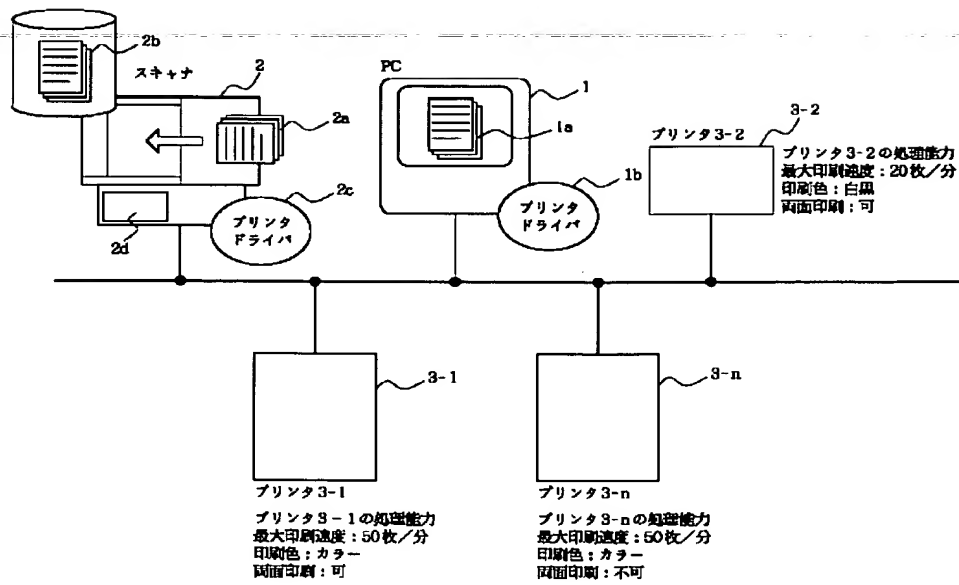 2b
スキャナ
2
2a
2c
プリンタ
ドライバ
2d
PC
1
1a
1b
プリンタ
ドライバ
3-2
プリンタ3-2
プリンタ3-2の処理能力
最大印刷速度：20枚／分
印刷色：白黒
両面印刷：可
3-1
プリンタ3-1
プリンタ3-1の処理能力
最大印刷速度：50枚／分
印刷色：カラー
両面印刷：可
3-n
プリンタ3-n
プリンタ3-nの処理能力
最大印刷速度：50枚／分
印刷色：カラー
両面印刷：不可